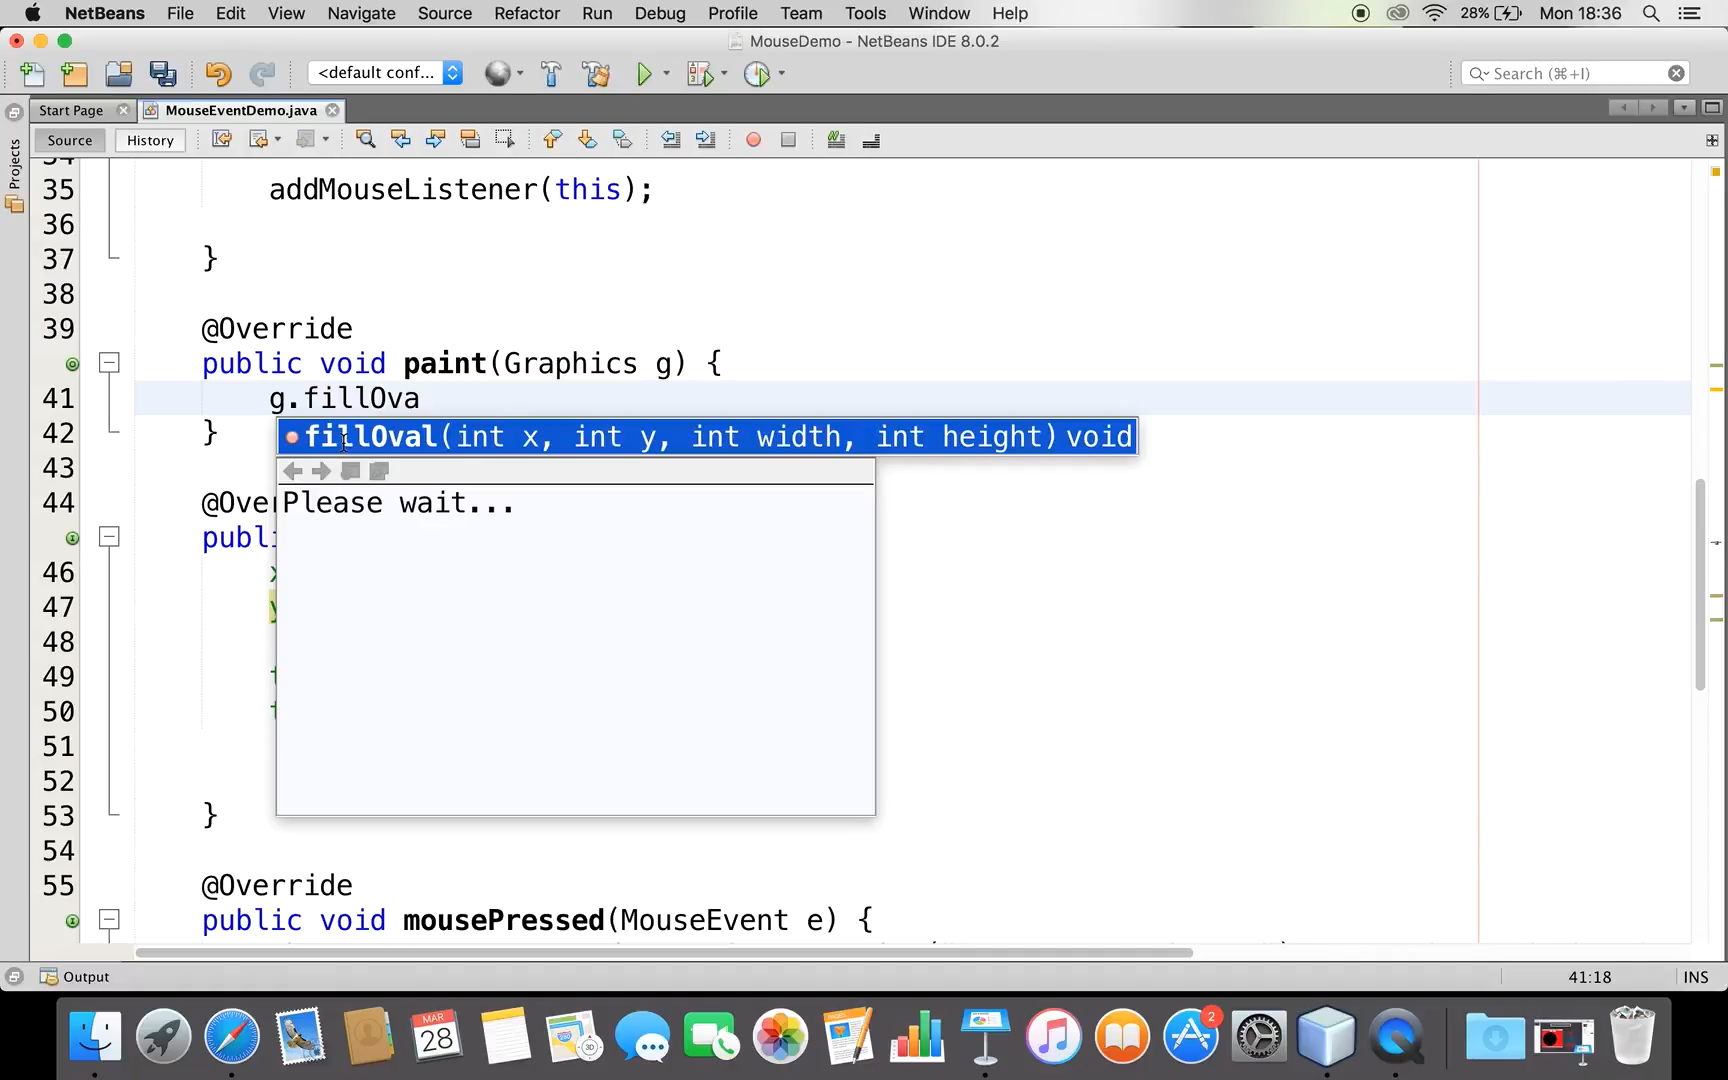 NetBeans File Edit View Navigate Source Refactor Run Debug Profile Team Tools Window Help 28% Mon 18:36
MouseDemo - NetBeans IDE 8.0.2
<default conf... Search (⌘+I)
Start Page MouseEventDemo.java
Source History
Projects
35 addMouseListener(this);
36
37 }
38
39 @Override
public void paint(Graphics g) {
41 g.fillOva
42 }
fillOval(int x, int y, int width, int height) void
43
44 @Over
Please wait...
publi
46
47
48
49
50
51
52
53 }
54
55 @Override
public void mousePressed(MouseEvent e) {
Output 41:18 INS
MAR
28
3D
2